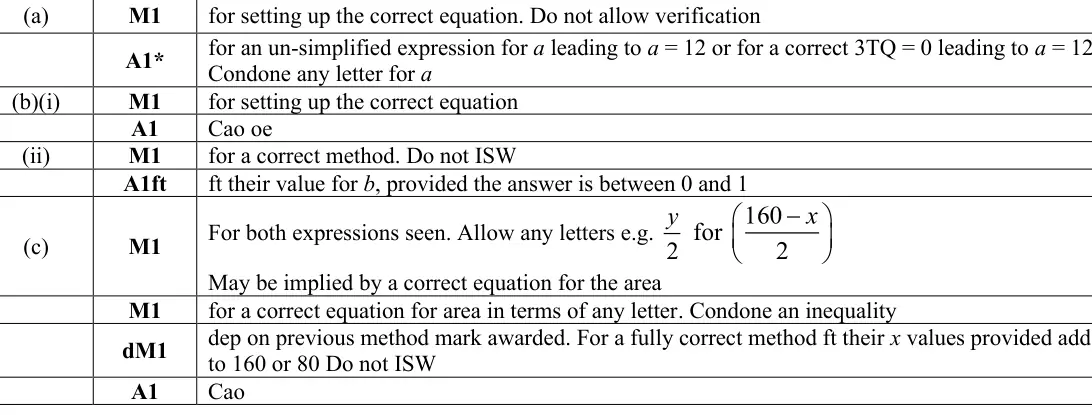 (a) M1 for setting up the correct equation. Do not allow verification
A1* for an un-simplified expression for a leading to a = 12 or for a correct 3TQ = 0 leading to a = 12
Condone any letter for a
(b)(i) M1 for setting up the correct equation
A1 Cao oe
(ii) M1 for a correct method. Do not ISW
A1ft ft their value for b, provided the answer is between 0 and 1
(c) M1 For both expressions seen. Allow any letters e.g. y/2 for ((160 − x)/2)
May be implied by a correct equation for the area
M1 for a correct equation for area in terms of any letter. Condone an inequality
dM1 dep on previous method mark awarded. For a fully correct method ft their x values provided add
to 160 or 80 Do not ISW
A1 Cao